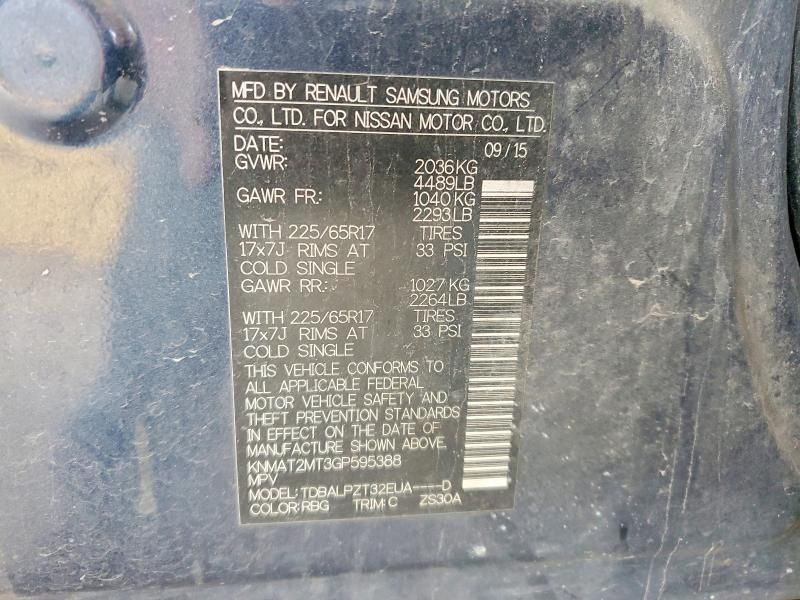 MFD BY RENAULT SAMSUNG MOTORS
CO., LTD. FOR NISSAN MOTOR CO., LTD.
DATE: 09/15
GVWR: 2036KG
4489LB
GAWR FR: 1040KG
2293LB
WITH 225/65R17 TIRES
17x7J RIMS AT 33 PSI
COLD SINGLE
GAWR RR: 1027KG
2264LB
WITH 225/65R17 TIRES
17x7J RIMS AT 33 PSI
COLD SINGLE
THIS VEHICLE CONFORMS TO
ALL APPLICABLE FEDERAL
MOTOR VEHICLE SAFETY AND
THEFT PREVENTION STANDARDS
IN EFFECT ON THE DATE OF
MANUFACTURE SHOWN ABOVE.
KNMAT2MT3GP595388
MPV
MODEL: TDBALPZT32EUA----D
COLOR:RBG TRIM:C ZS30A